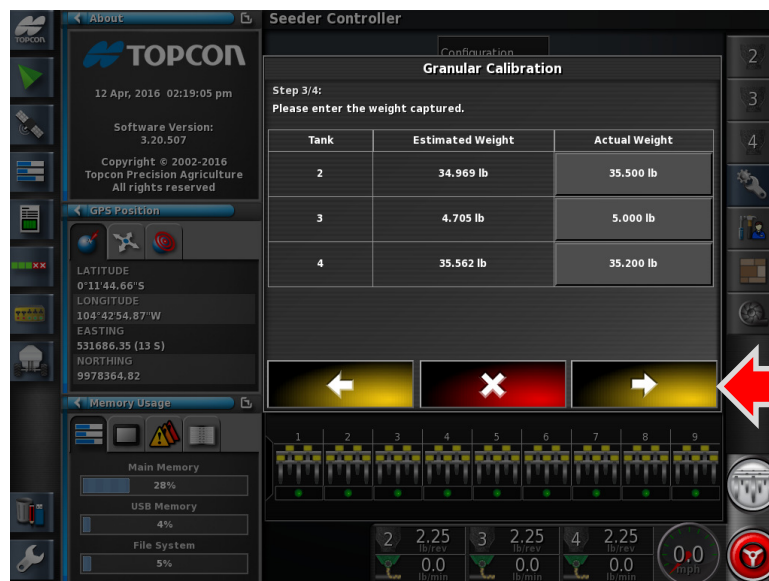 TOPCON
About
TOPCON
12 Apr, 2016 02:19:05 pm
Software Version:
3.20.507
Copyright © 2002-2016
Topcon Precision Agriculture
All rights reserved
GPS Position
LATITUDE
0°11'44.66"S
LONGITUDE
104°42'54.87"W
EASTING
531686.35 (13 S)
NORTHING
9978364.82
Memory Usage
Main Memory
28%
USB Memory
4%
File System
5%
Seeder Controller
Configuration
Granular Calibration
Step 3/4:
Please enter the weight captured.
Tank Estimated Weight Actual Weight
2 34.969 lb 35.500 lb
3 4.705 lb 5.000 lb
4 35.562 lb 35.200 lb
1 2 3 4 5 6 7 8 9
2 2.25 lb/rev 3 2.25 lb/rev 4 2.25 lb/rev
0.0 lb/min 0.0 lb/min 0.0 lb/min
0.0
mph
2
3
4